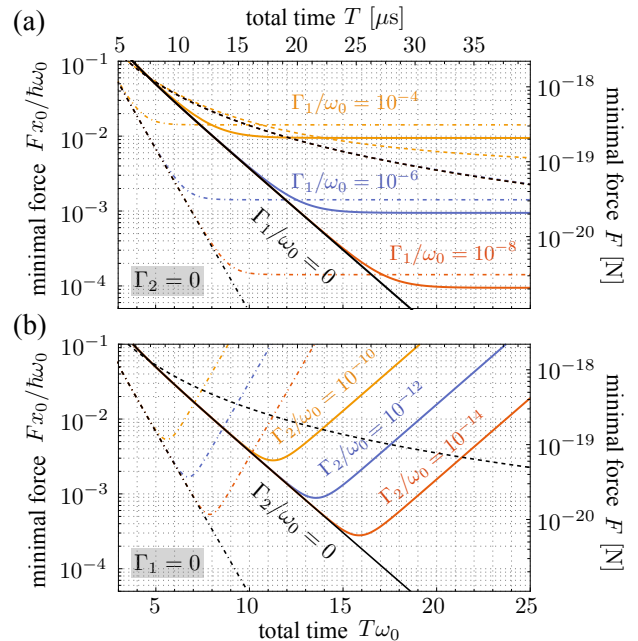 (a)
total time T [μs]
5 10 15 20 25 30 35
minimal force Fx₀/ħω₀
10⁻¹
10⁻²
10⁻³
10⁻⁴
Γ₁/ω₀ = 10⁻⁴
Γ₁/ω₀ = 10⁻⁶
Γ₁/ω₀ = 10⁻⁸
Γ₁/ω₀ = 0
Γ₂ = 0
10⁻¹⁸
10⁻¹⁹
10⁻²⁰
minimal force F [N]
(b)
minimal force Fx₀/ħω₀
10⁻¹
10⁻²
10⁻³
10⁻⁴
Γ₂/ω₀ = 10⁻¹⁰
Γ₂/ω₀ = 10⁻¹²
Γ₂/ω₀ = 10⁻¹⁴
Γ₂/ω₀ = 0
Γ₁ = 0
10⁻¹⁸
10⁻¹⁹
10⁻²⁰
minimal force F [N]
5 10 15 20 25
total time Tω₀